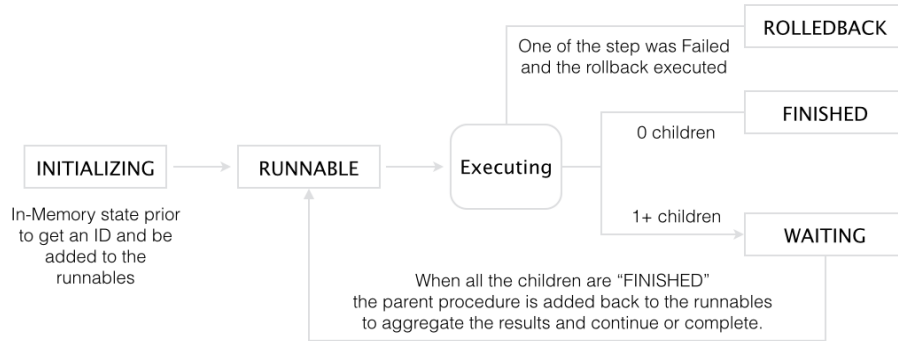 ROLLEDBACK
One of the step was Failed
and the rollback executed
FINISHED
0 children
INITIALIZING
RUNNABLE
Executing
In-Memory state prior
to get an ID and be
added to the
runnables
1+ children
WAITING
When all the children are “FINISHED”
the parent procedure is added back to the runnables
to aggregate the results and continue or complete.